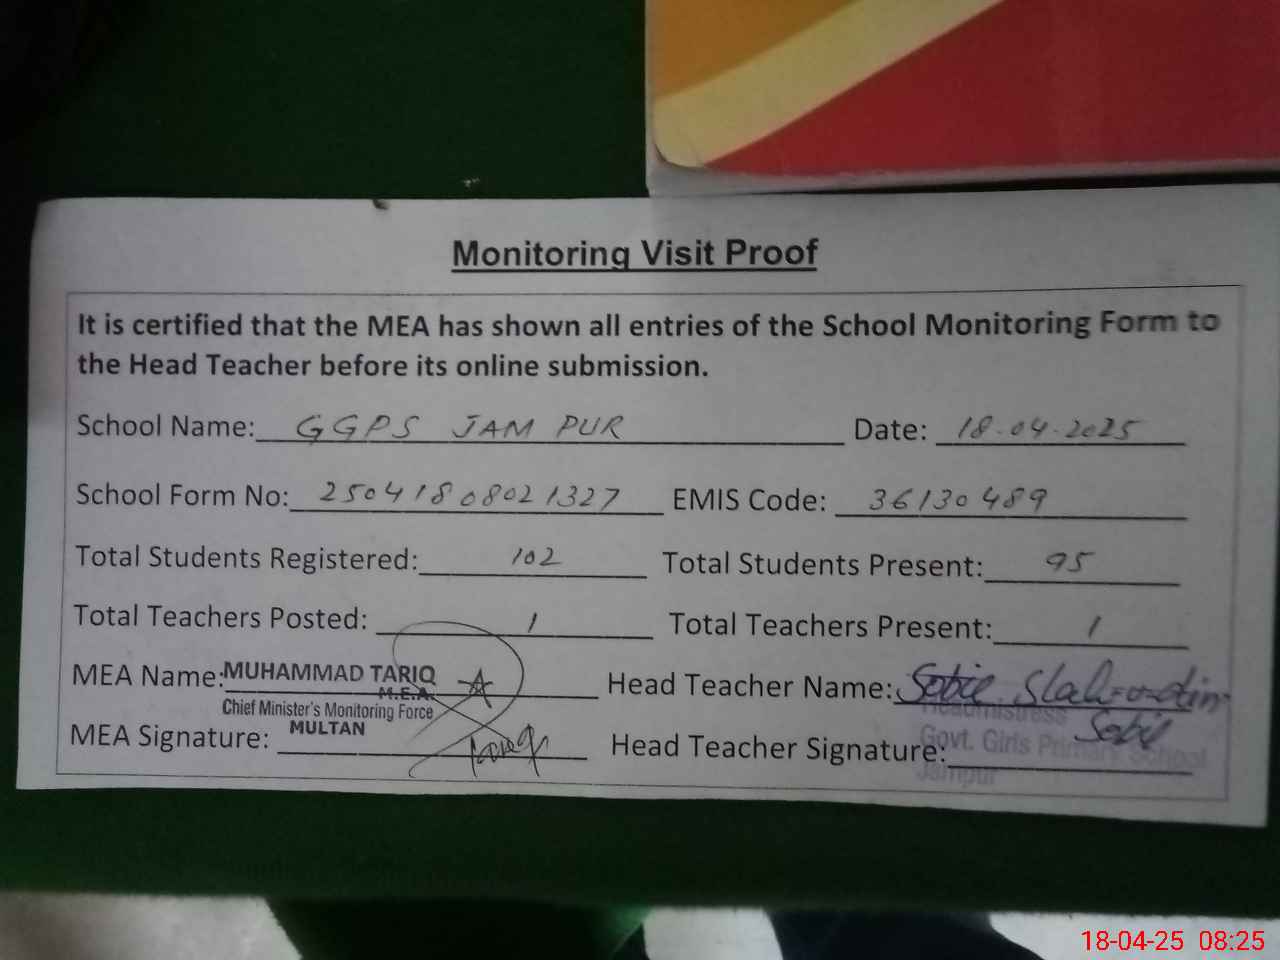 Monitoring Visit Proof
It is certified that the MEA has shown all entries of the School Monitoring Form to
the Head Teacher before its online submission.
School Name: GGPS JAM PUR Date: 18-04-2025
School Form No: 25041808021327 EMIS Code: 36130489
Total Students Registered: 102 Total Students Present: 95
Total Teachers Posted: 1 Total Teachers Present: 1
MEA Name: MUHAMMAD TARIQ Head Teacher Name:
M.E.A.
Chief Minister's Monitoring Force Headmistress
MULTAN
MEA Signature: Head Teacher Signature:
Govt. Girls Primary School
Jampur
18-04-25 08:25